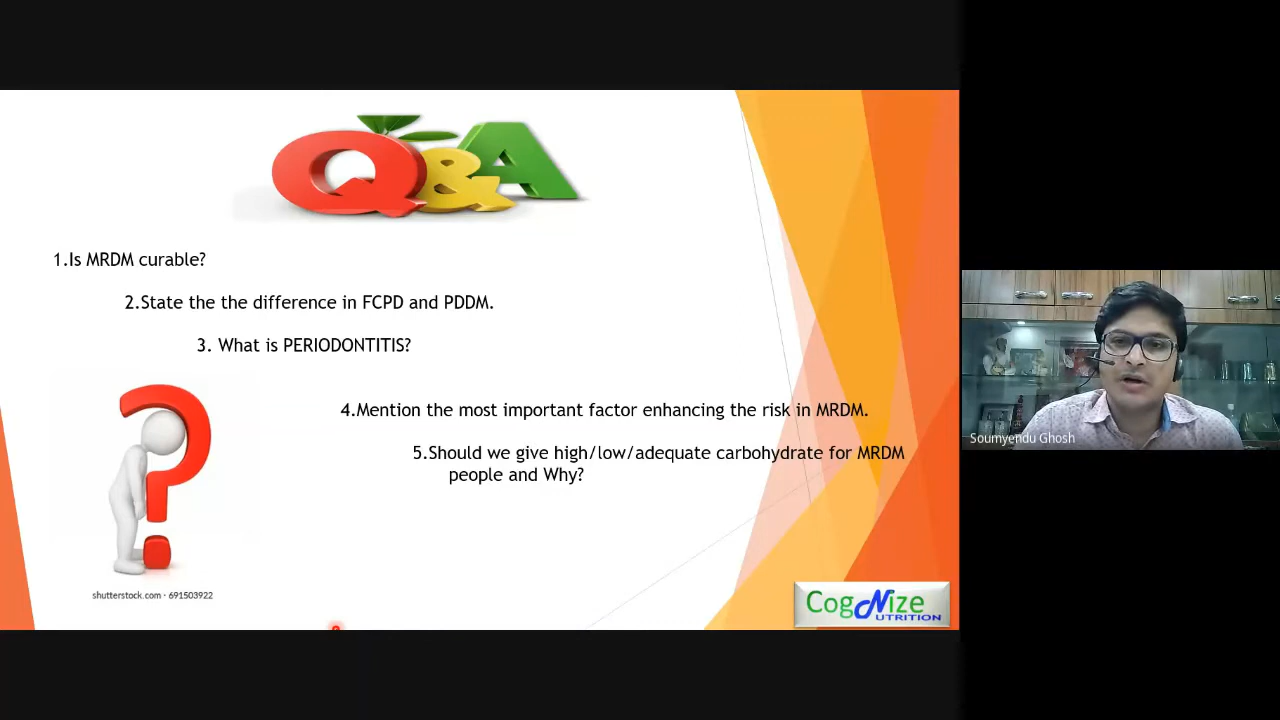 Q&A
1.Is MRDM curable?
2.State the the difference in FCPD and PDDM.
3. What is PERIODONTITIS?
4.Mention the most important factor enhancing the risk in MRDM.
5.Should we give high/low/adequate carbohydrate for MRDM
people and Why?
shutterstock.com · 691503922
CogNize
UTRITION
Soumyendu Ghosh